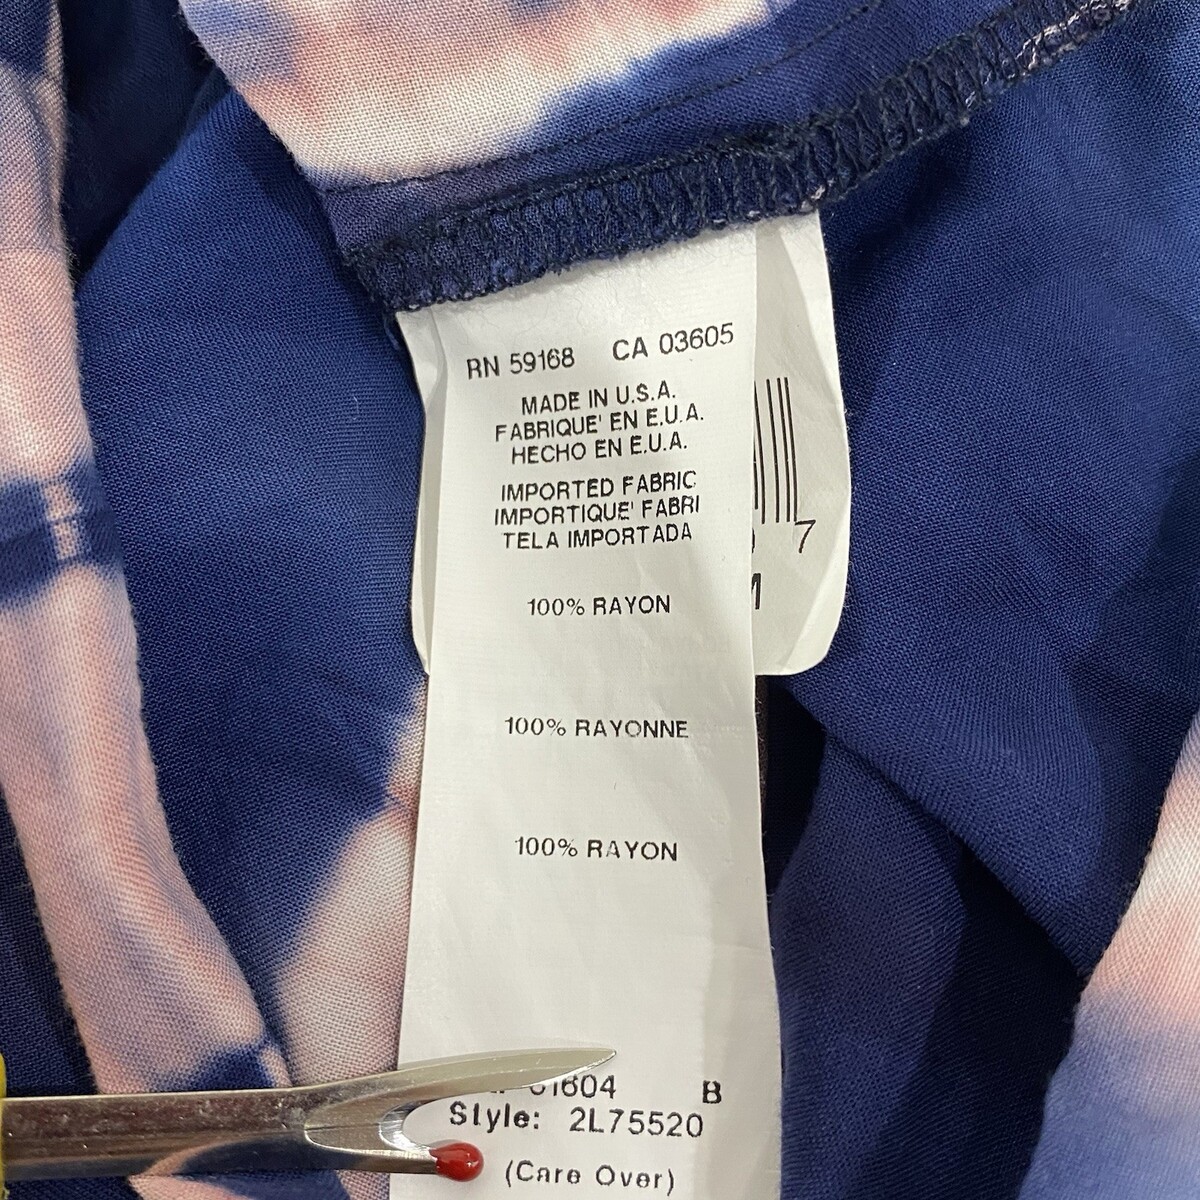 RN 59168 CA 03605
MADE IN U.S.A.
FABRIQUE' EN E.U.A.
HECHO EN E.U.A.
IMPORTED FABRIC
IMPORTIQUE' FABRI
TELA IMPORTADA
7
100% RAYON
100% RAYONNE
100% RAYON
B
Style: 2L75520
(Care Over)